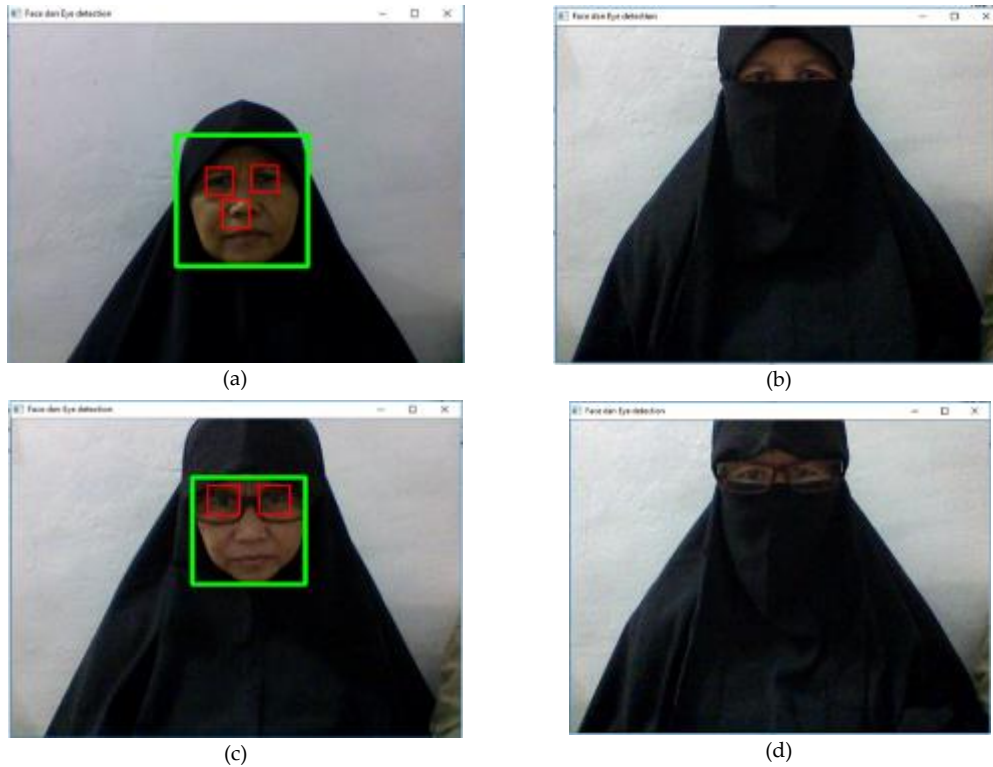 Face dan Eye detection
Face dan Eye detection
(a)
(b)
Face dan Eye detection
Face dan Eye detection
(c)
(d)